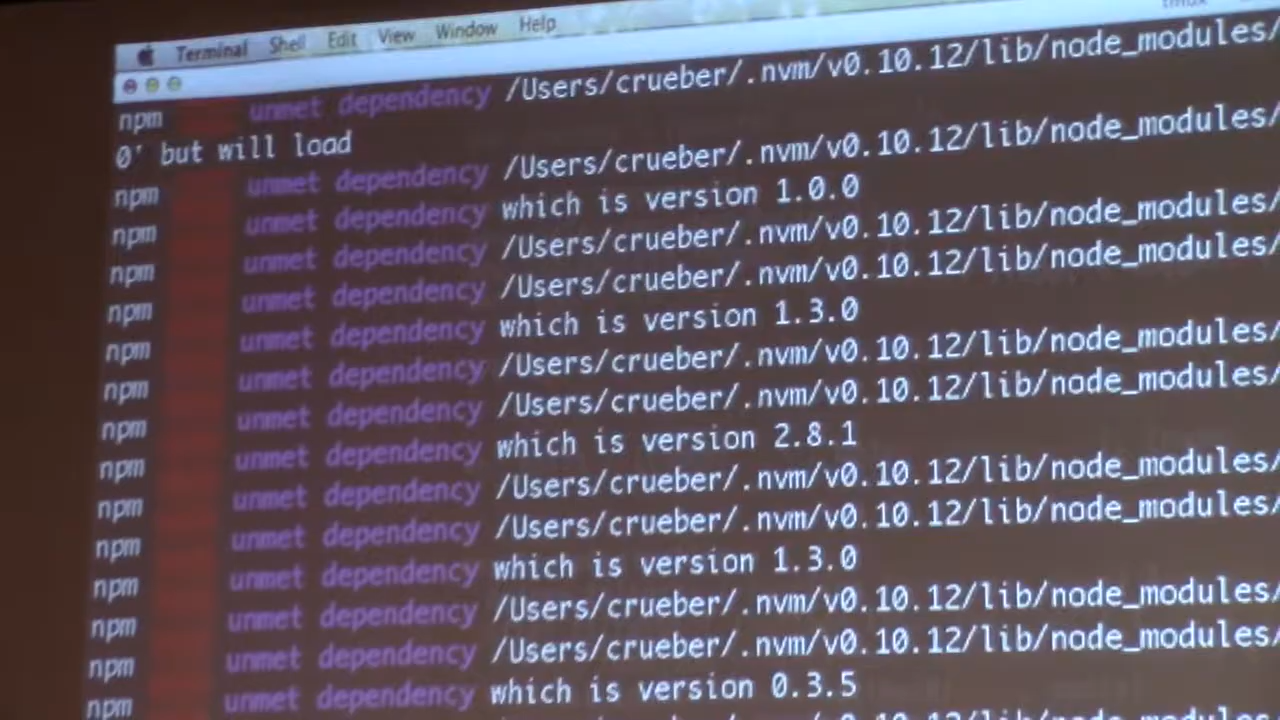 Terminal Shell Edit View Window Help tmux
npm unmet dependency /Users/crueber/.nvm/v0.10.12/lib/node_modules/
0' but will load
npm unmet dependency /Users/crueber/.nvm/v0.10.12/lib/node_modules/
npm unmet dependency which is version 1.0.0
npm unmet dependency /Users/crueber/.nvm/v0.10.12/lib/node_modules/
npm unmet dependency /Users/crueber/.nvm/v0.10.12/lib/node_modules/
npm unmet dependency which is version 1.3.0
npm unmet dependency /Users/crueber/.nvm/v0.10.12/lib/node_modules/
npm unmet dependency /Users/crueber/.nvm/v0.10.12/lib/node_modules/
npm unmet dependency which is version 2.8.1
npm unmet dependency /Users/crueber/.nvm/v0.10.12/lib/node_modules/
npm unmet dependency /Users/crueber/.nvm/v0.10.12/lib/node_modules/
npm unmet dependency which is version 1.3.0
npm unmet dependency /Users/crueber/.nvm/v0.10.12/lib/node_modules/
npm unmet dependency /Users/crueber/.nvm/v0.10.12/lib/node_modules/
npm unmet dependency which is version 0.3.5